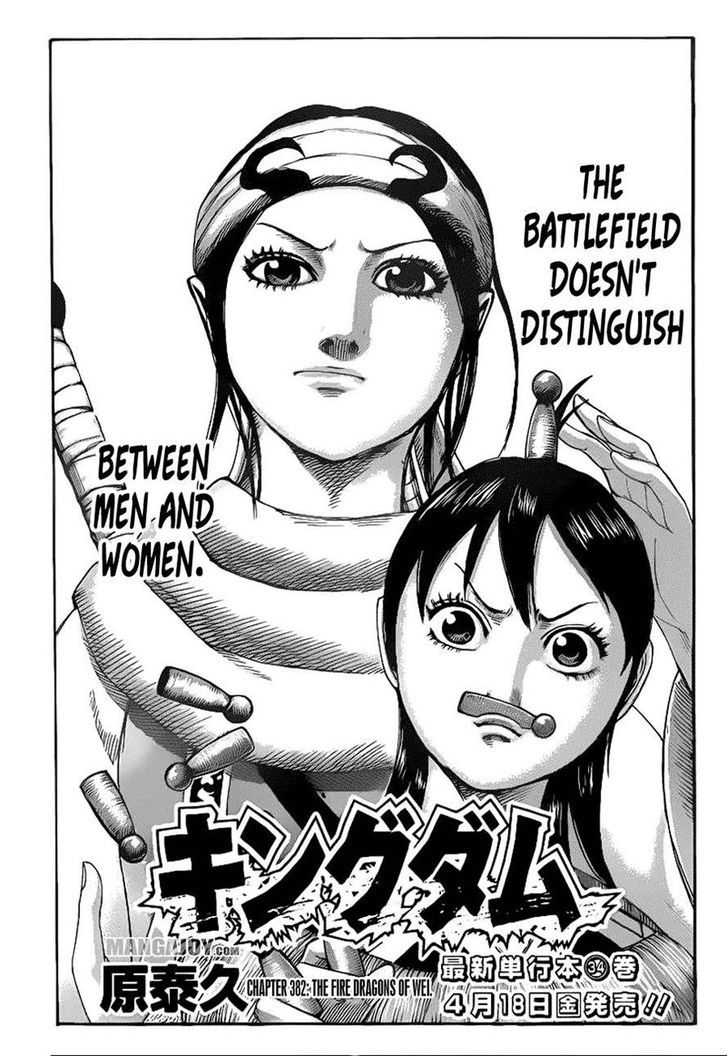 THE
BATTLEFIELD
DOESN'T
DISTINGUISH
BETWEEN
MEN AND
WOMEN.
キングダム
MANGAJOY.COM
原泰久
CHAPTER 382: THE FIRE DRAGONS OF WEI.
最新単行本㉞巻
4月18日金発売!!